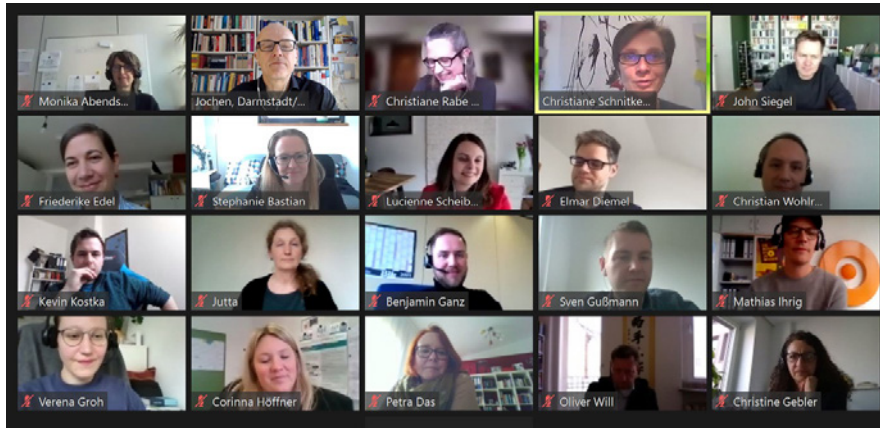 Monika Abends...
Jochen, Darmstadt/...
Christiane Rabe ...
Christiane Schnitke...
John Siegel
Friederike Edel
Stephanie Bastian
Lucienne Scheib...
Elmar Diemel
Christian Wohlr...
Kevin Kostka
Jutta
Benjamin Ganz
Sven Gußmann
Mathias Ihrig
Verena Groh
Corinna Höffner
Petra Das
Oliver Will
Christine Gebler